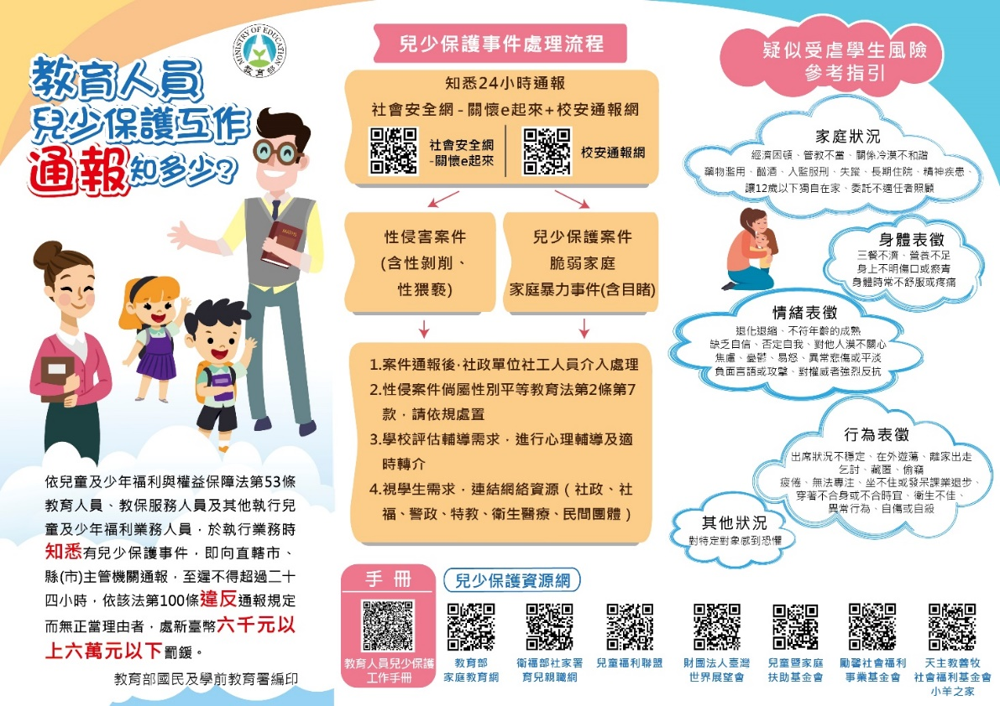 MINISTRY OF EDUCATION
教育部
教育人員
兒少保護工作
通報知多少?
MATHS
依兒童及少年福利與權益保障法第53條
教育人員、教保服務人員及其他執行兒
童及少年福利業務人員，於執行業務時
知悉有兒少保護事件，即向直轄市、
縣(市)主管機關通報，至遲不得超過二十
四小時，依該法第100條違反通報規定
而無正當理由者，處新臺幣六千元以
上六萬元以下罰鍰。
教育部國民及學前教育署編印
兒少保護事件處理流程
知悉24小時通報
社會安全網-關懷e起來+校安通報網
社會安全網
-關懷e起來
校安通報網
性侵害案件
(含性剝削、
性猥褻)
兒少保護案件
脆弱家庭
家庭暴力事件(含目睹)
1.案件通報後，社政單位社工人員介入處理
2.性侵案件倘屬性別平等教育法第2條第7
款，請依規處置
3.學校評估輔導需求，進行心理輔導及適
時轉介
4.視學生需求，連結網絡資源（社政、社
福、警政、特教、衛生醫療、民間團體）
手冊
教育人員兒少保護
工作手冊
兒少保護資源網
教育部
家庭教育網
衛福部社家署
育兒親職網
兒童福利聯盟
財團法人臺灣
世界展望會
兒童暨家庭
扶助基金會
勵馨社會福利
事業基金會
天主教善牧
社會福利基金會
小羊之家
疑似受虐學生風險
參考指引
家庭狀況
經濟困頓、管教不當、關係冷漠不和諧
藥物濫用、酗酒、入監服刑、失蹤、長期住院、精神疾患、
讓12歲以下獨自在家、委託不適任者照顧
身體表徵
三餐不濟、營養不足
身上不明傷口或瘀青
身體時常不舒服或疼痛
情緒表徵
退化退縮、不符年齡的成熟
缺乏自信、否定自我、對他人漠不關心
焦慮、憂鬱、易怒、異常悲傷或平淡
負面言語或攻擊、對權威者強烈反抗
行為表徵
出席狀況不穩定、在外遊蕩、離家出走
乞討、藏匿、偷竊
疲倦、無法專注、坐不住或發呆課業退步、
穿著不合身或不合時宜、衛生不佳、
異常行為、自傷或自殺
其他狀況
對特定對象感到恐懼